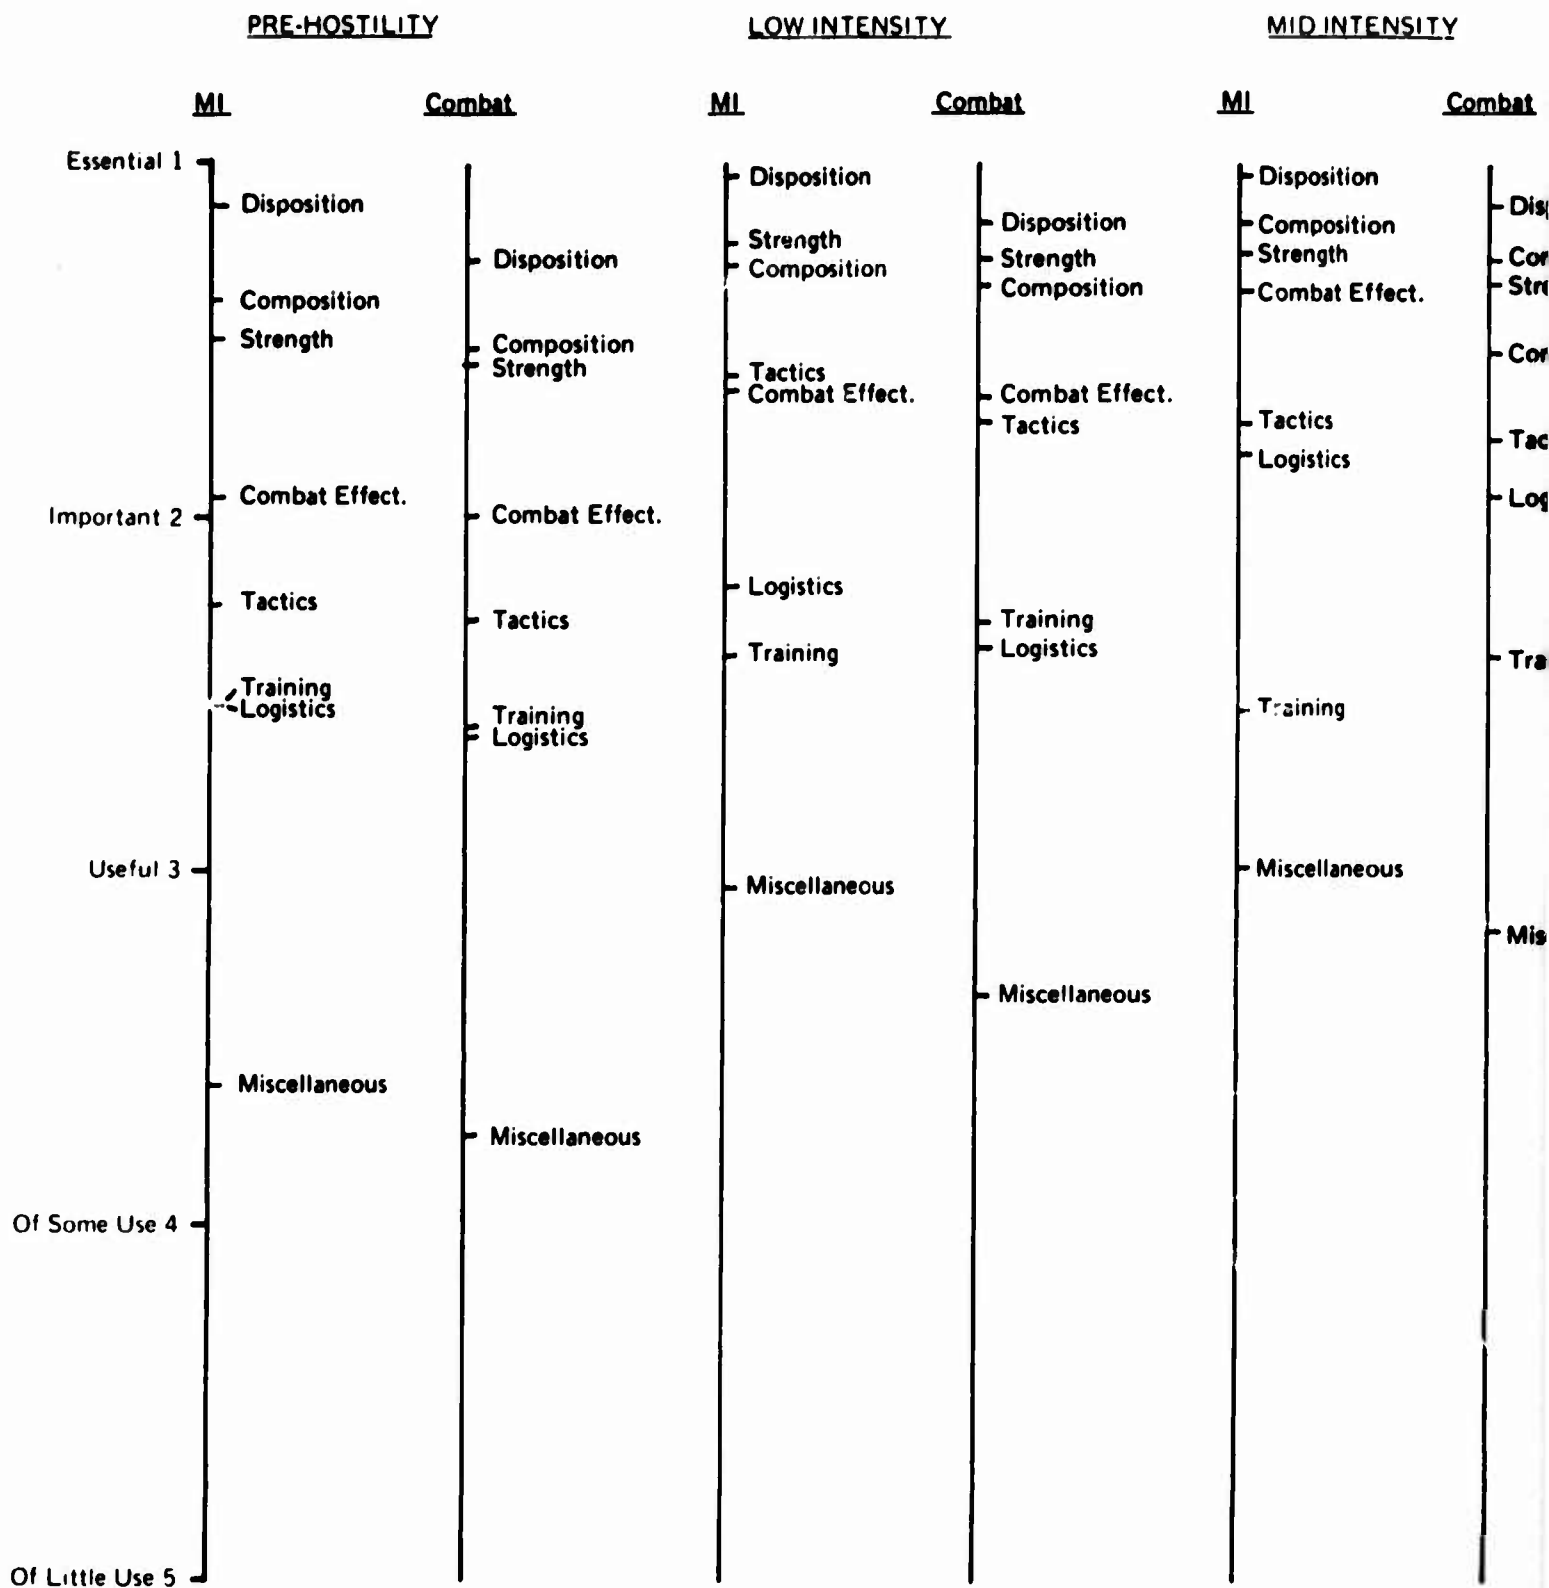 PRE-HOSTILITY
LOW INTENSITY
MID INTENSITY
MI
Combat
MI
Combat
MI
Combat
Essential 1
Important 2
Useful 3
Of Some Use 4
Of Little Use 5
Disposition
Composition
Strength
Combat Effect.
Tactics
Training
Logistics
Miscellaneous
Disposition
Composition
Strength
Combat Effect.
Tactics
Training
Logistics
Miscellaneous
Disposition
Strength
Composition
Tactics
Combat Effect.
Logistics
Training
Miscellaneous
Disposition
Strength
Composition
Combat Effect.
Tactics
Training
Logistics
Miscellaneous
Disposition
Composition
Strength
Combat Effect.
Tactics
Logistics
Training
Miscellaneous